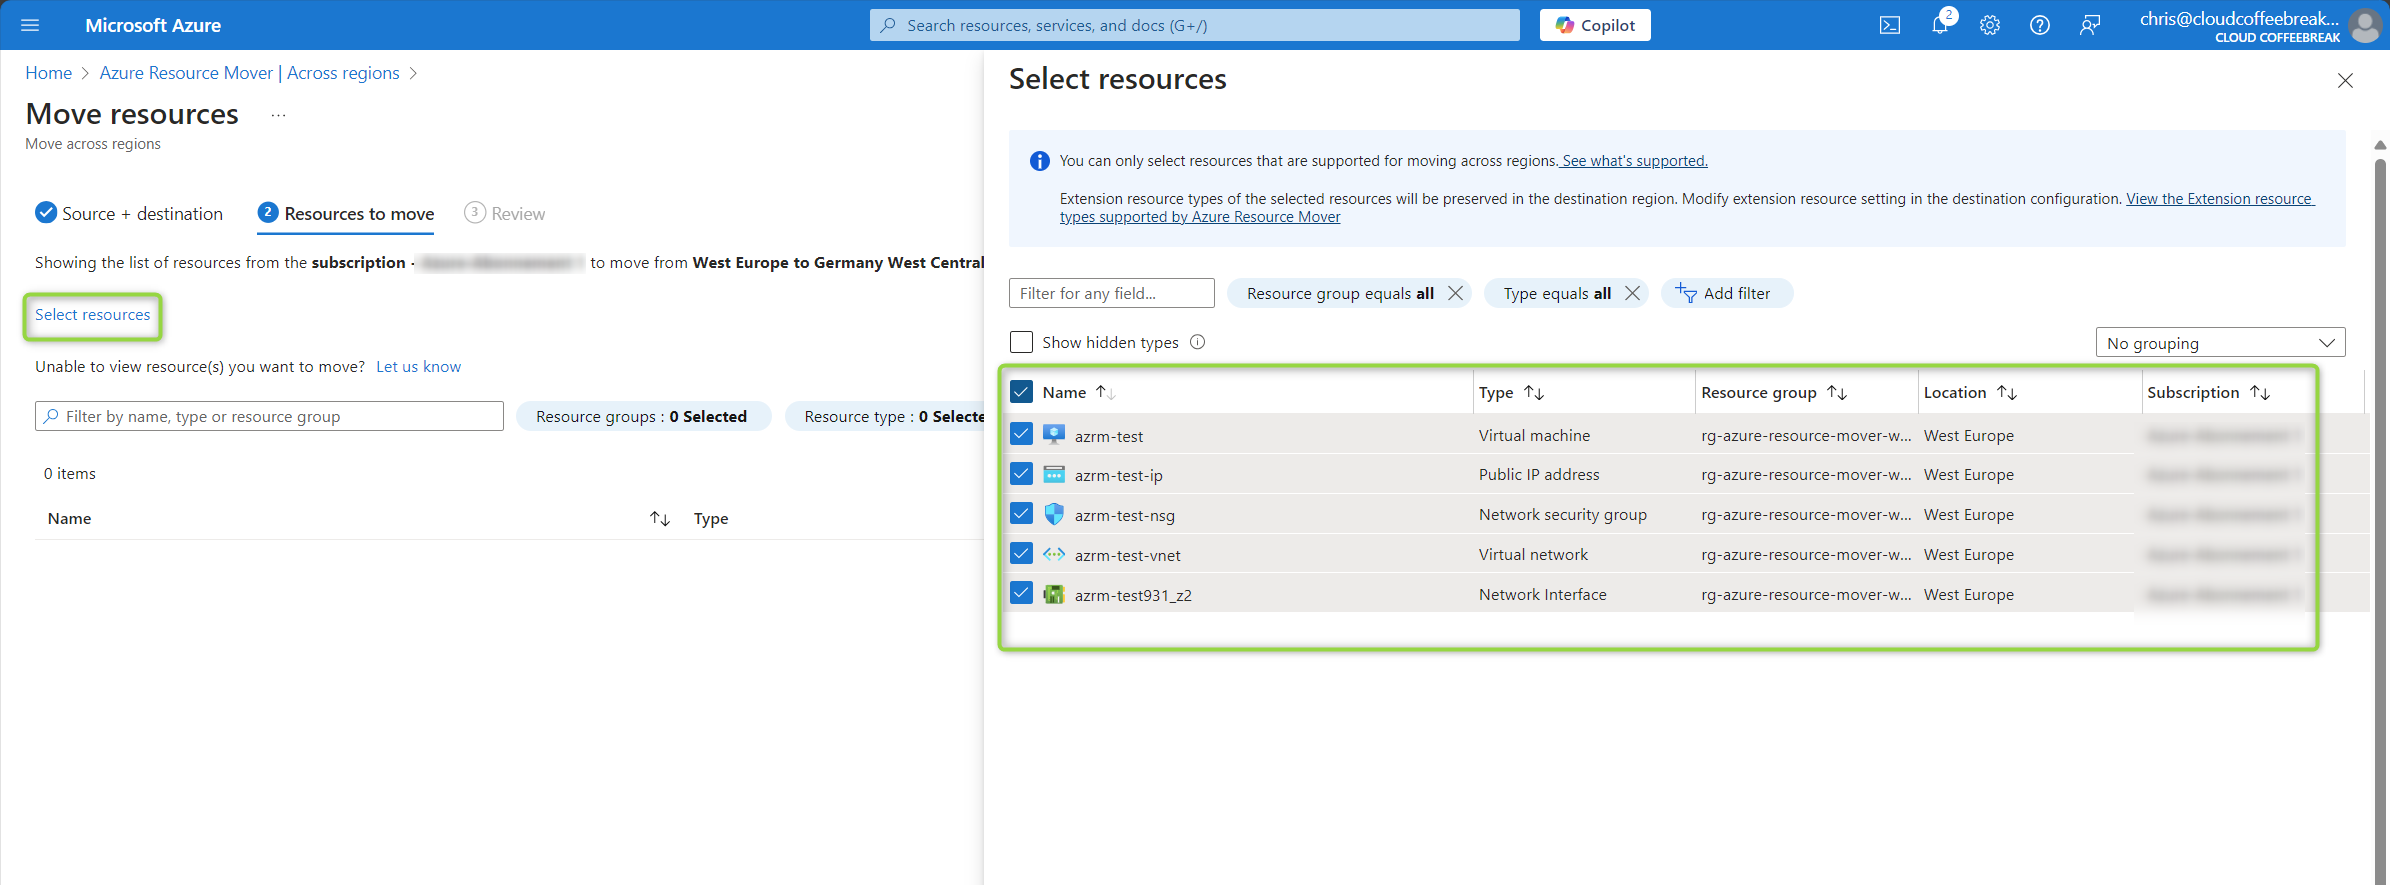 Microsoft Azure
Search resources, services, and docs (G+/)
Copilot
2
chris@cloudcoffeebreak...
CLOUD COFFEEBREAK
Home > Azure Resource Mover | Across regions >
Move resources ...
Move across regions
Source + destination
2 Resources to move
3 Review
Showing the list of resources from the subscription - to move from West Europe to Germany West Central
Select resources
Unable to view resource(s) you want to move? Let us know
Filter by name, type or resource group
Resource groups : 0 Selected
Resource type : 0 Selecte
0 items
Name Type
Select resources
You can only select resources that are supported for moving across regions. See what's supported.
Extension resource types of the selected resources will be preserved in the destination region. Modify extension resource setting in the destination configuration. View the Extension resource
types supported by Azure Resource Mover
Filter for any field...
Resource group equals all
Type equals all
Add filter
Show hidden types
No grouping
Name Type Resource group Location Subscription
azrm-test Virtual machine rg-azure-resource-mover-w... West Europe
azrm-test-ip Public IP address rg-azure-resource-mover-w... West Europe
azrm-test-nsg Network security group rg-azure-resource-mover-w... West Europe
azrm-test-vnet Virtual network rg-azure-resource-mover-w... West Europe
azrm-test931_z2 Network Interface rg-azure-resource-mover-w... West Europe